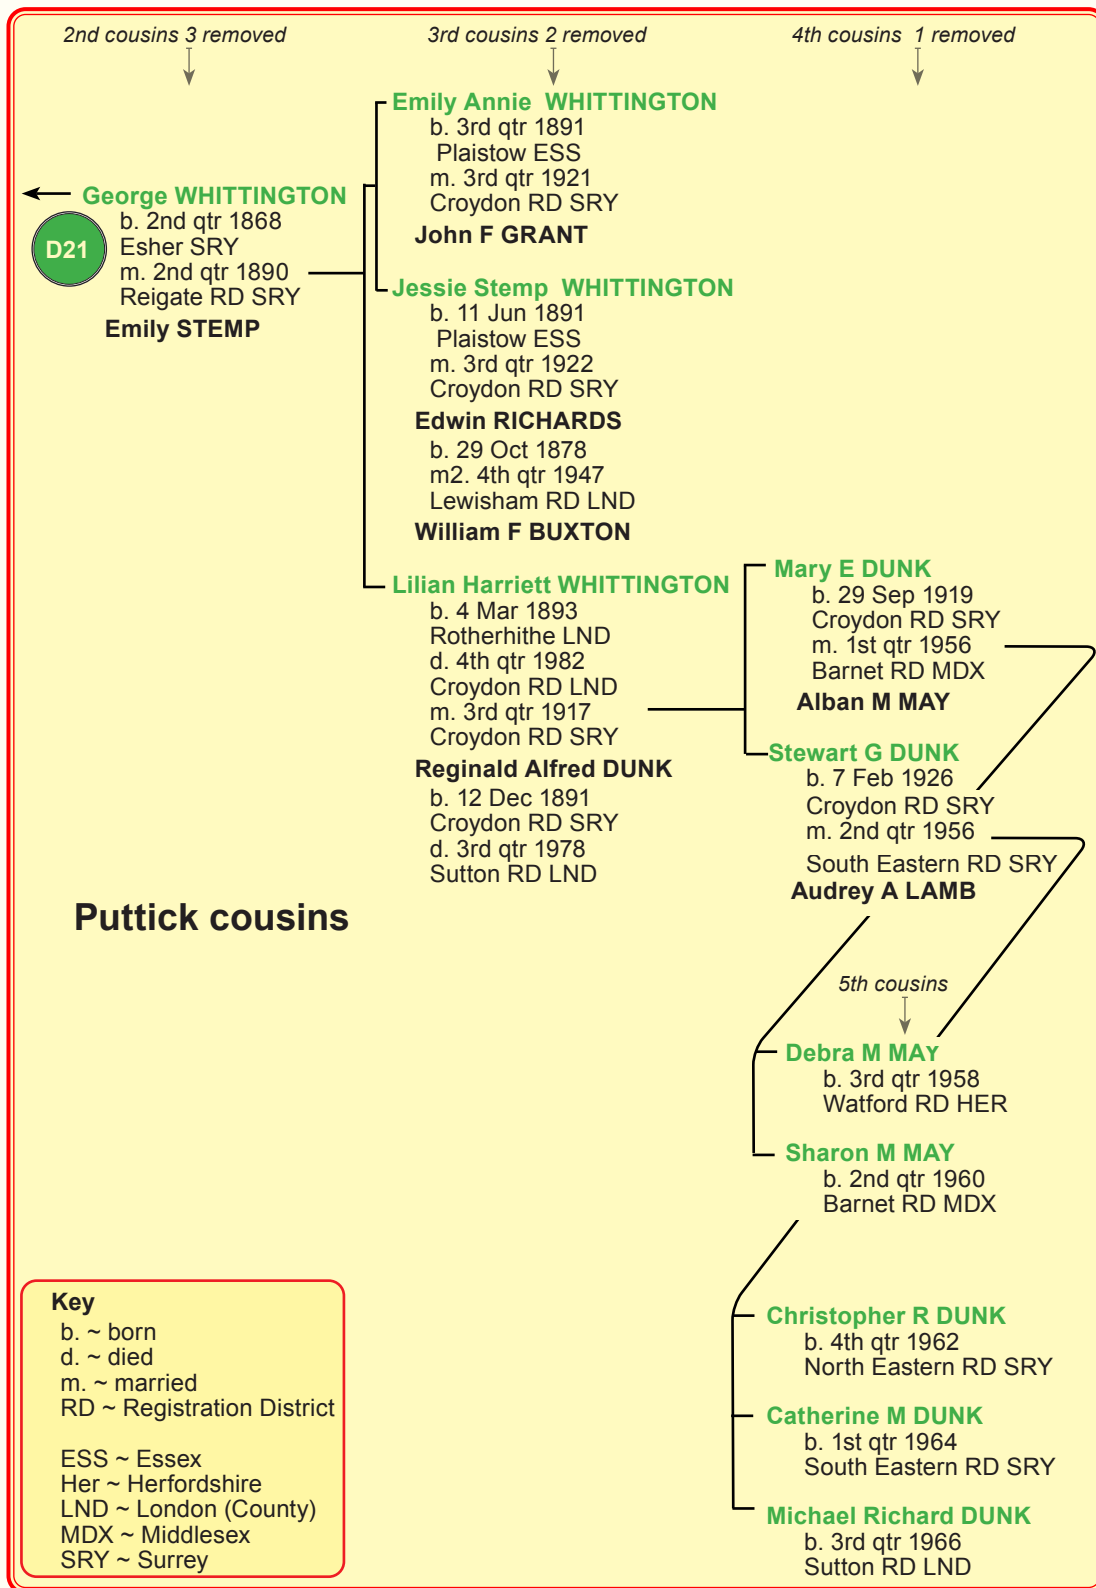 2nd cousins 3 removed
3rd cousins 2 removed
4th cousins 1 removed
George WHITTINGTON
D21
b. 2nd qtr 1868
Esher SRY
m. 2nd qtr 1890
Reigate RD SRY
Emily STEMP
Emily Annie WHITTINGTON
b. 3rd qtr 1891
Plaistow ESS
m. 3rd qtr 1921
Croydon RD SRY
John F GRANT
Jessie Stemp WHITTINGTON
b. 11 Jun 1891
Plaistow ESS
m. 3rd qtr 1922
Croydon RD SRY
Edwin RICHARDS
b. 29 Oct 1878
m2. 4th qtr 1947
Lewisham RD LND
William F BUXTON
Lilian Harriett WHITTINGTON
b. 4 Mar 1893
Rotherhithe LND
d. 4th qtr 1982
Croydon RD LND
m. 3rd qtr 1917
Croydon RD SRY
Reginald Alfred DUNK
b. 12 Dec 1891
Croydon RD SRY
d. 3rd qtr 1978
Sutton RD LND
Mary E DUNK
b. 29 Sep 1919
Croydon RD SRY
m. 1st qtr 1956
Barnet RD MDX
Alban M MAY
Stewart G DUNK
b. 7 Feb 1926
Croydon RD SRY
m. 2nd qtr 1956
South Eastern RD SRY
Audrey A LAMB
Puttick cousins
5th cousins
Debra M MAY
b. 3rd qtr 1958
Watford RD HER
Sharon M MAY
b. 2nd qtr 1960
Barnet RD MDX
Christopher R DUNK
b. 4th qtr 1962
North Eastern RD SRY
Catherine M DUNK
b. 1st qtr 1964
South Eastern RD SRY
Michael Richard DUNK
b. 3rd qtr 1966
Sutton RD LND
Key
b. ~ born
d. ~ died
m. ~ married
RD ~ Registration District
ESS ~ Essex
Her ~ Herfordshire
LND ~ London (County)
MDX ~ Middlesex
SRY ~ Surrey